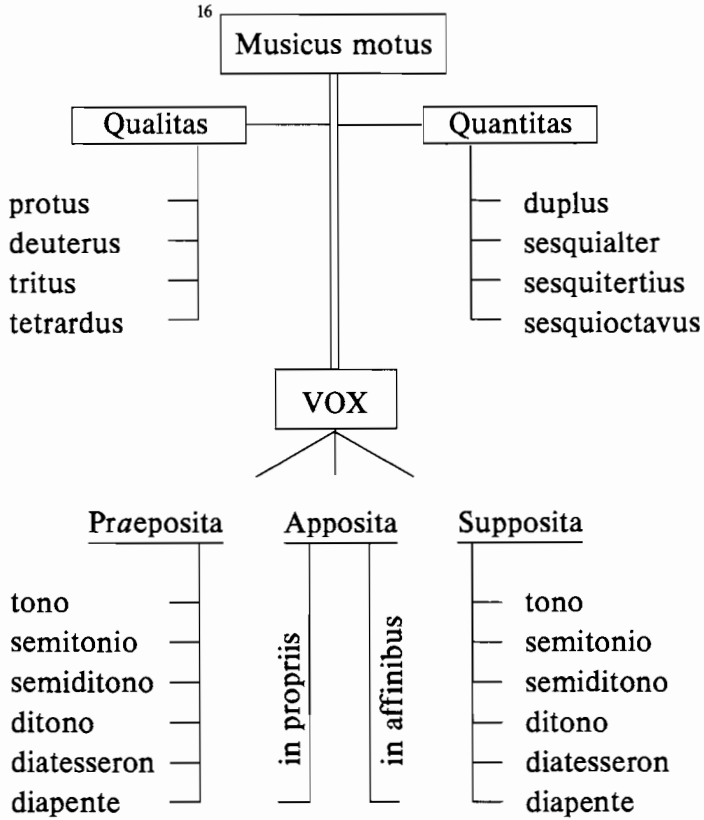 16
Musicus motus
Qualitas
Quantitas
protus
deuterus
tritus
tetrardus
duplus
sesquialter
sesquitertius
sesquioctavus
VOX
Praeposita
Apposita
Supposita
tono
semitonio
semiditono
ditono
diatesseron
diapente
in propriis
in affinibus
tono
semitonio
semiditono
ditono
diatesseron
diapente